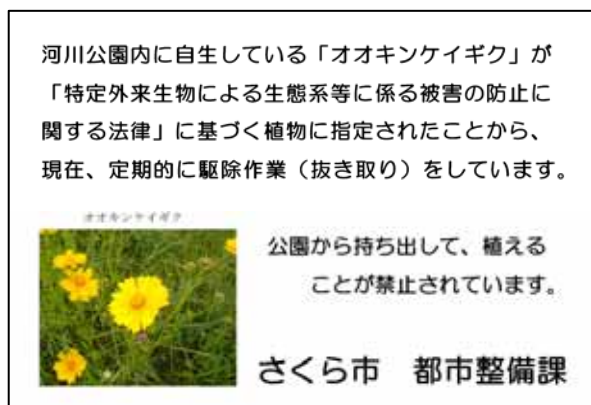 河川公園内に自生している「オオキンケイギク」が
「特定外来生物による生態系等に係る被害の防止に
関する法律」に基づく植物に指定されたことから、
現在、定期的に駆除作業（抜き取り）をしています。
オオキンケイギク
公園から持ち出して、植える
ことが禁止されています。
さくら市　都市整備課